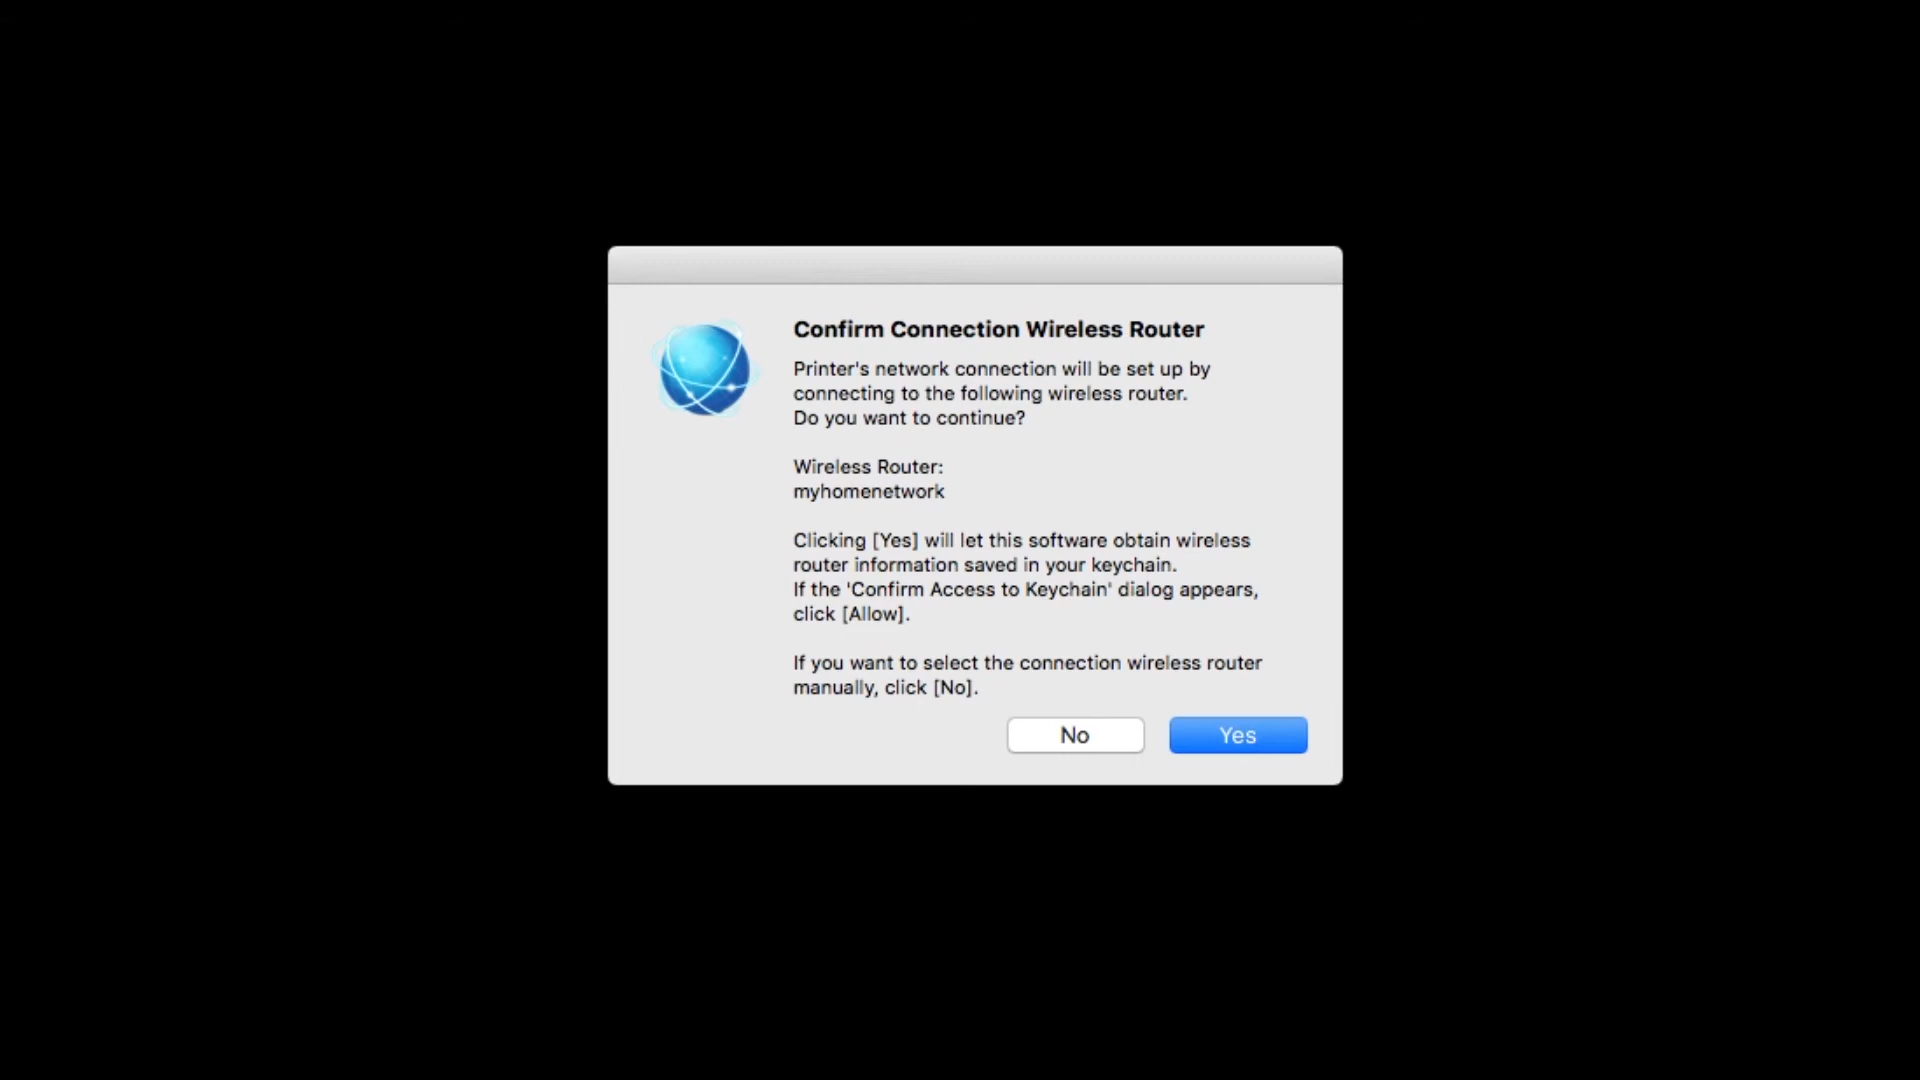 Confirm Connection Wireless Router
Printer's network connection will be set up by
connecting to the following wireless router.
Do you want to continue?
Wireless Router:
myhomenetwork
Clicking [Yes] will let this software obtain wireless
router information saved in your keychain.
If the 'Confirm Access to Keychain' dialog appears,
click [Allow].
If you want to select the connection wireless router
manually, click [No].
No
Yes